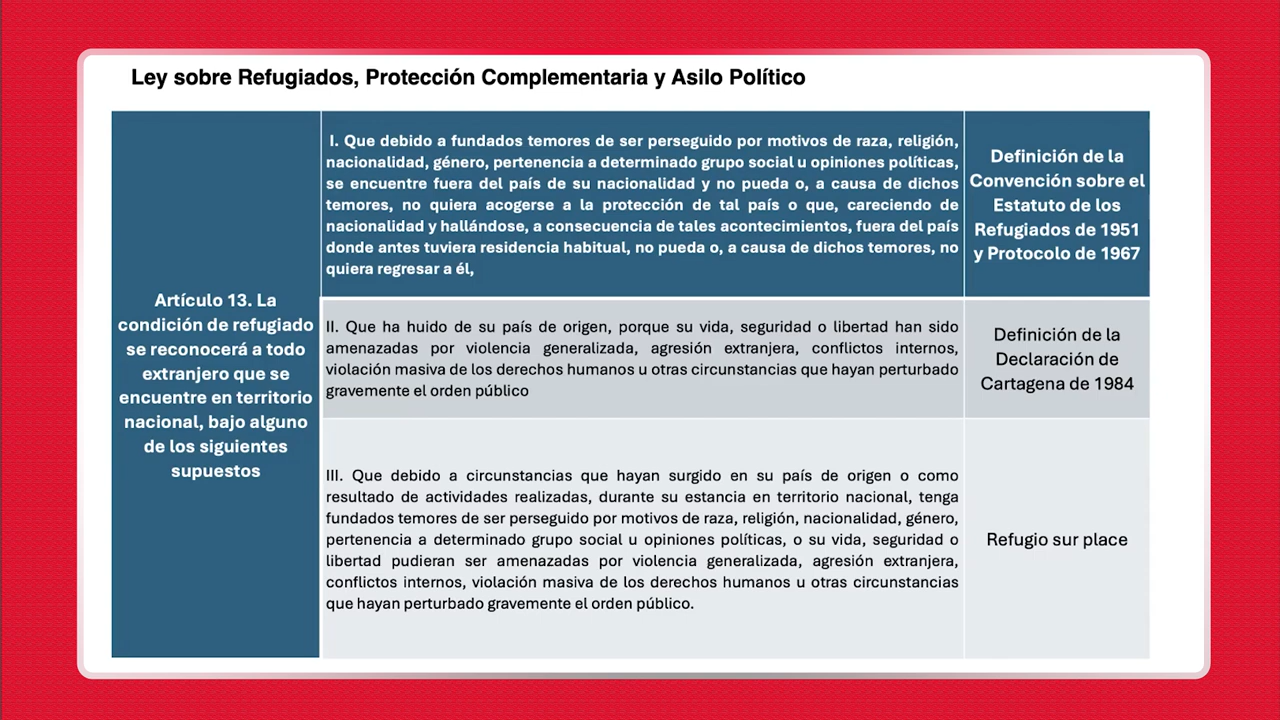 Ley sobre Refugiados, Protección Complementaria y Asilo Político
Artículo 13. La
condición de refugiado
se reconocerá a todo
extranjero que se
encuentre en territorio
nacional, bajo alguno
de los siguientes
supuestos
I. Que debido a fundados temores de ser perseguido por motivos de raza, religión,
nacionalidad, género, pertenencia a determinado grupo social u opiniones políticas,
se encuentre fuera del país de su nacionalidad y no pueda o, a causa de dichos
temores, no quiera acogerse a la protección de tal país o que, careciendo de
nacionalidad y hallándose, a consecuencia de tales acontecimientos, fuera del país
donde antes tuviera residencia habitual, no pueda o, a causa de dichos temores, no
quiera regresar a él,
Definición de la
Convención sobre el
Estatuto de los
Refugiados de 1951
y Protocolo de 1967
II. Que ha huido de su país de origen, porque su vida, seguridad o libertad han sido
amenazadas por violencia generalizada, agresión extranjera, conflictos internos,
violación masiva de los derechos humanos u otras circunstancias que hayan perturbado
gravemente el orden público
Definición de la
Declaración de
Cartagena de 1984
III. Que debido a circunstancias que hayan surgido en su país de origen o como
resultado de actividades realizadas, durante su estancia en territorio nacional, tenga
fundados temores de ser perseguido por motivos de raza, religión, nacionalidad, género,
pertenencia a determinado grupo social u opiniones políticas, o su vida, seguridad o
libertad pudieran ser amenazadas por violencia generalizada, agresión extranjera,
conflictos internos, violación masiva de los derechos humanos u otras circunstancias
que hayan perturbado gravemente el orden público.
Refugio sur place